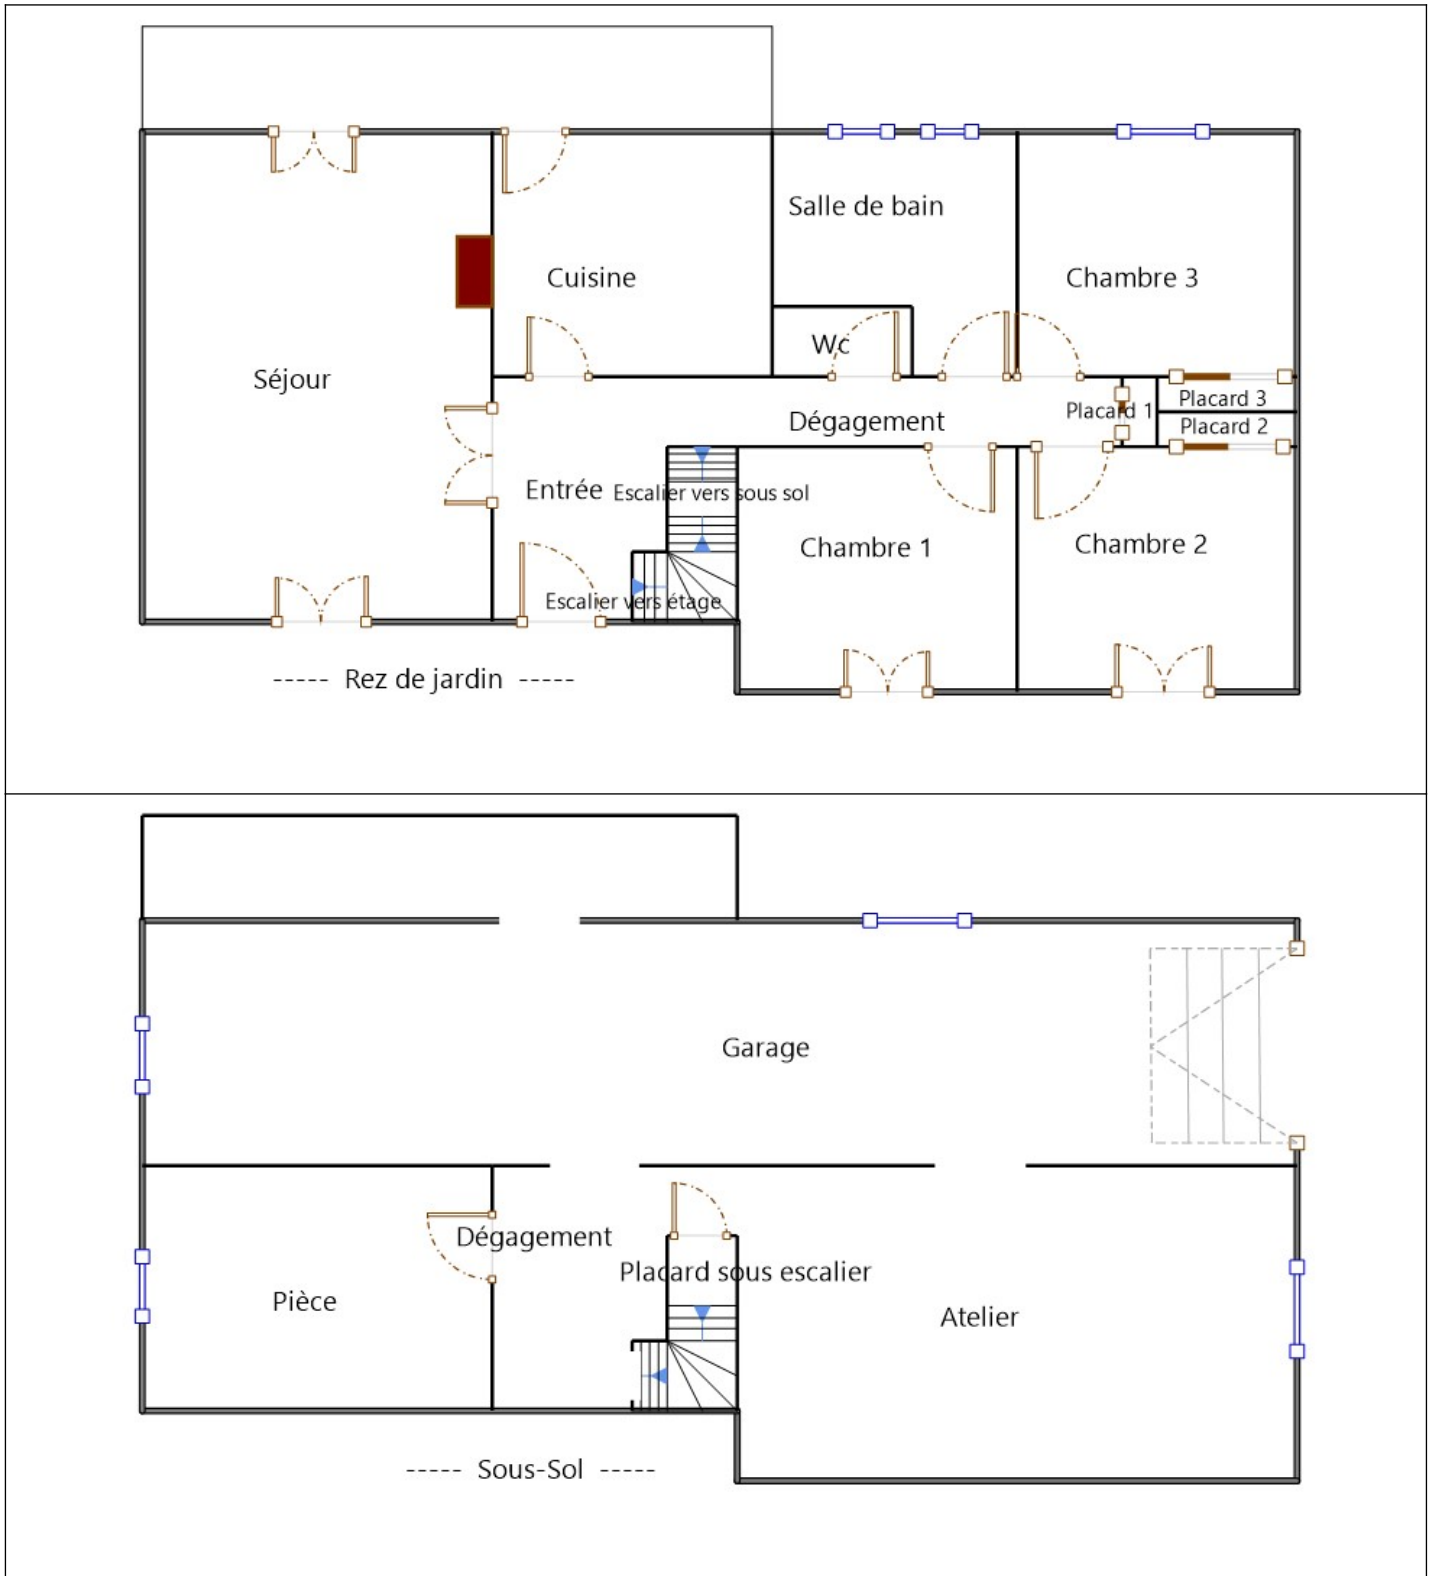 Salle de bain
Cuisine
Chambre 3
Wc
Séjour
Placard 3
Placard 1
Placard 2
Dégagement
Entrée
Escalier vers sous sol
Chambre 1
Chambre 2
Escalier vers étage
----- Rez de jardin -----
Garage
Dégagement
Placard sous escalier
Pièce
Atelier
----- Sous-Sol -----